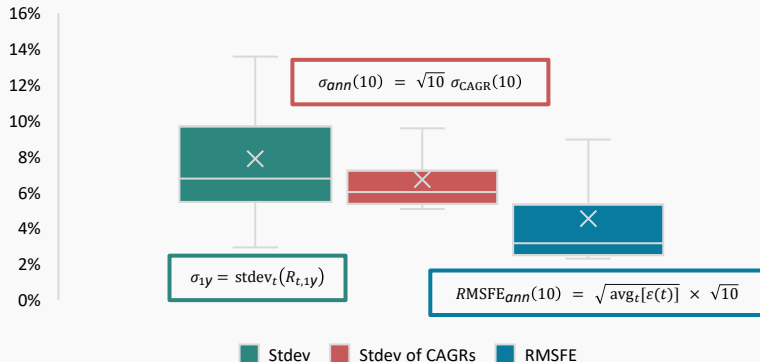 16%
14%
12%
10%
8%
6%
4%
2%
0%
σann(10) = √10 σCAGR(10)
σ1y = stdevt(Rt,1y)
RMSFEann(10) = √avgt[ε(t)] × √10
Stdev Stdev of CAGRs RMSFE